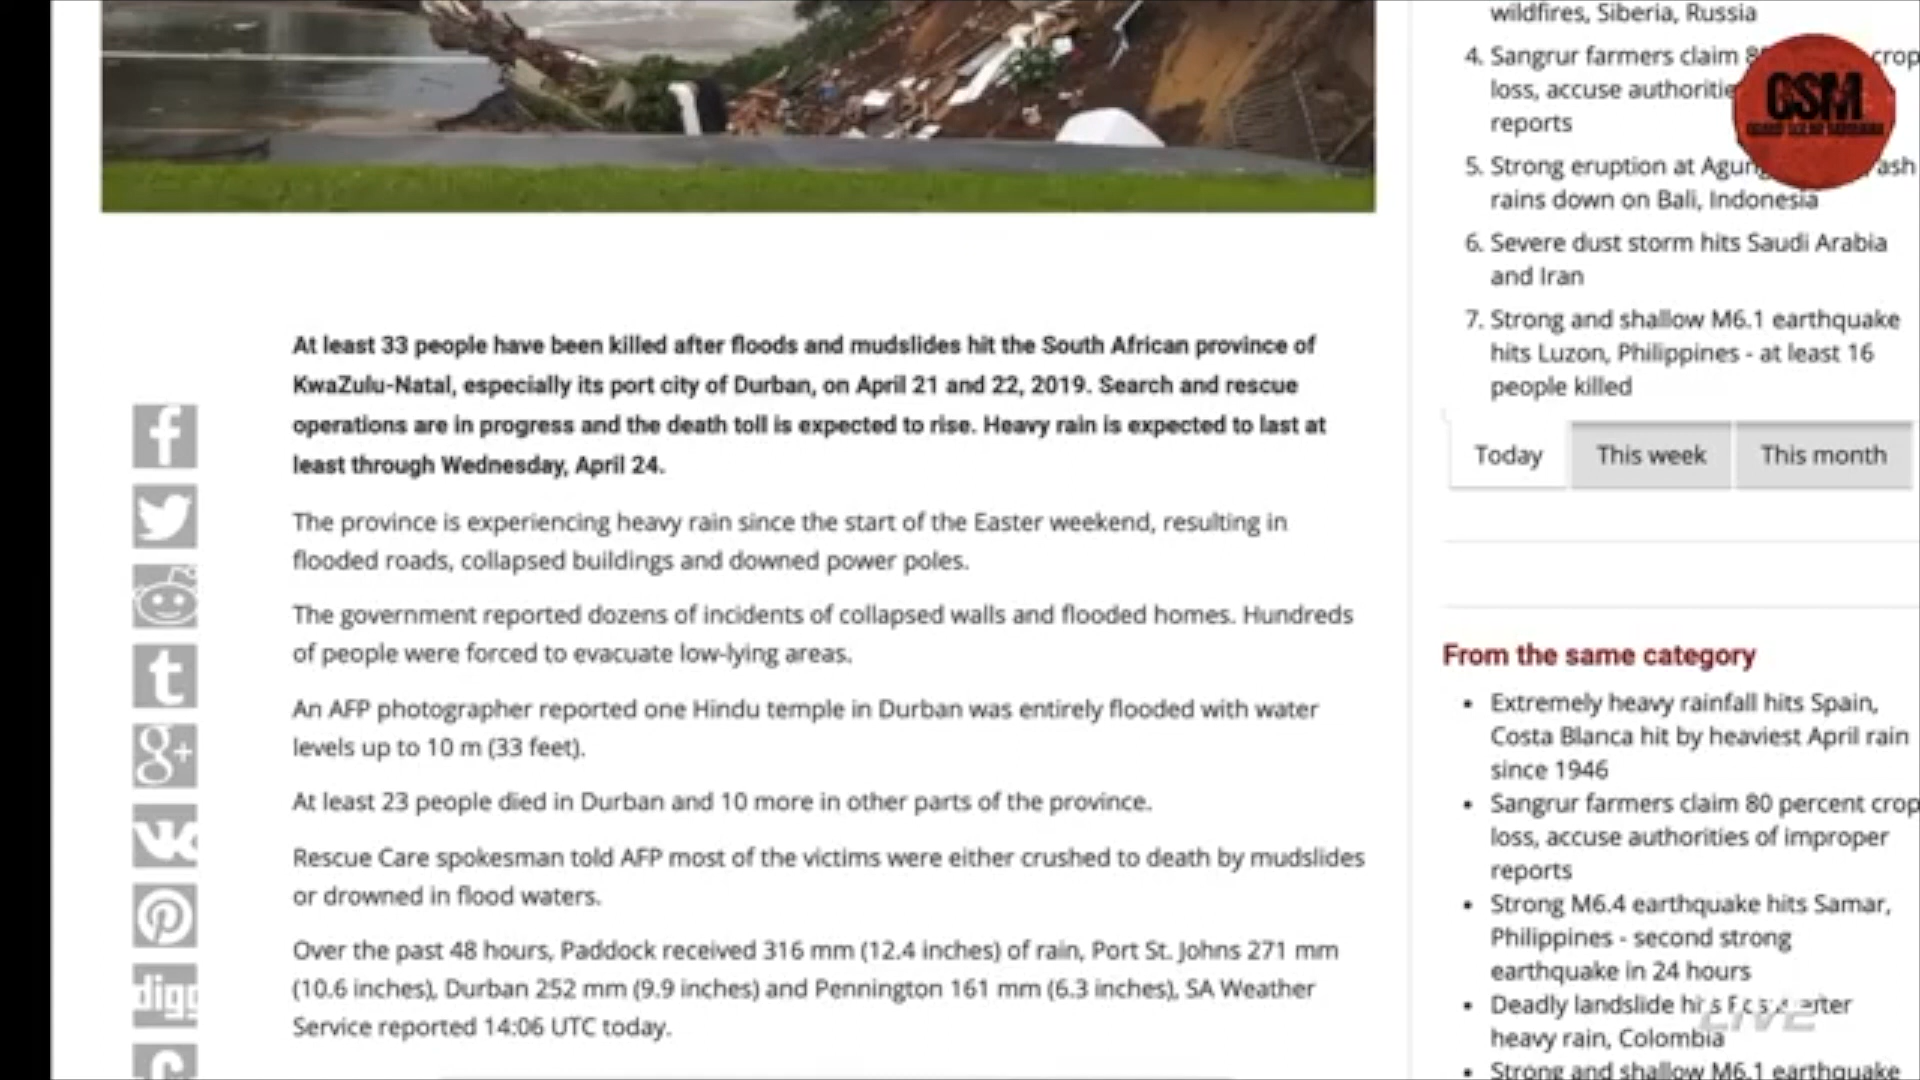 At least 33 people have been killed after floods and mudslides hit the South African province of
KwaZulu-Natal, especially its port city of Durban, on April 21 and 22, 2019. Search and rescue
operations are in progress and the death toll is expected to rise. Heavy rain is expected to last at
least through Wednesday, April 24.
The province is experiencing heavy rain since the start of the Easter weekend, resulting in
flooded roads, collapsed buildings and downed power poles.
The government reported dozens of incidents of collapsed walls and flooded homes. Hundreds
of people were forced to evacuate low-lying areas.
An AFP photographer reported one Hindu temple in Durban was entirely flooded with water
levels up to 10 m (33 feet).
At least 23 people died in Durban and 10 more in other parts of the province.
Rescue Care spokesman told AFP most of the victims were either crushed to death by mudslides
or drowned in flood waters.
Over the past 48 hours, Paddock received 316 mm (12.4 inches) of rain, Port St. Johns 271 mm
(10.6 inches), Durban 252 mm (9.9 inches) and Pennington 161 mm (6.3 inches), SA Weather
Service reported 14:06 UTC today.
digg
wildfires, Siberia, Russia
4. Sangrur farmers claim crop
loss, accuse
reports
5. Strong eruption at ash
rains down on Bali, Indonesia
6. Severe dust storm hits Saudi Arabia
and Iran
7. Strong and shallow M6.1 earthquake
hits Luzon, Philippines - at least 16
people killed
GSM
Today This week This month
From the same category
• Extremely heavy rainfall hits Spain,
Costa Blanca hit by heaviest April rain
since 1946
• Sangrur farmers claim 80 percent crop
loss, accuse authorities of improper
reports
• Strong M6.4 earthquake hits Samar,
Philippines - second strong
earthquake in 24 hours
• Deadly landslide hits after
heavy rain, Colombia
• Strong and shallow M6.1 earthquake
LIVE